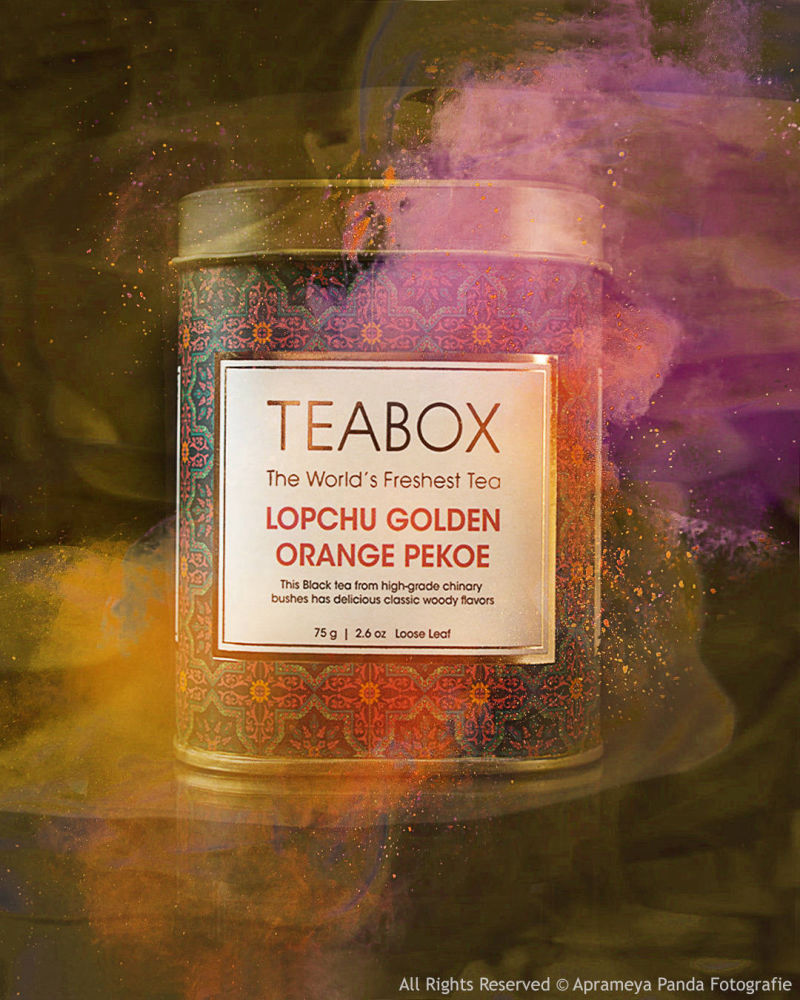 TEABOX
The World's Freshest Tea
LOPCHU GOLDEN
ORANGE PEKOE
This Black tea from high-grade chinary
bushes has delicious classic woody flavors
75 g | 2.6 oz Loose Leaf
All Rights Reserved © Aprameya Panda Fotografie